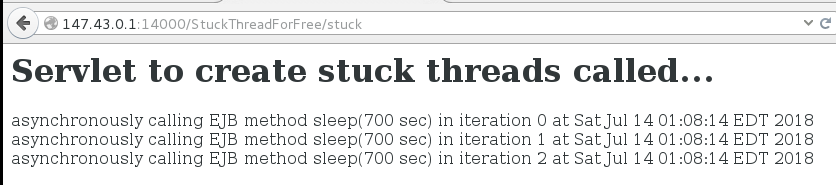 147.43.0.1:14000/StuckThreadForFree/stuck
Servlet to create stuck threads called...
asynchronously calling EJB method sleep(700 sec) in iteration 0 at Sat Jul 14 01:08:14 EDT 2018
asynchronously calling EJB method sleep(700 sec) in iteration 1 at Sat Jul 14 01:08:14 EDT 2018
asynchronously calling EJB method sleep(700 sec) in iteration 2 at Sat Jul 14 01:08:14 EDT 2018